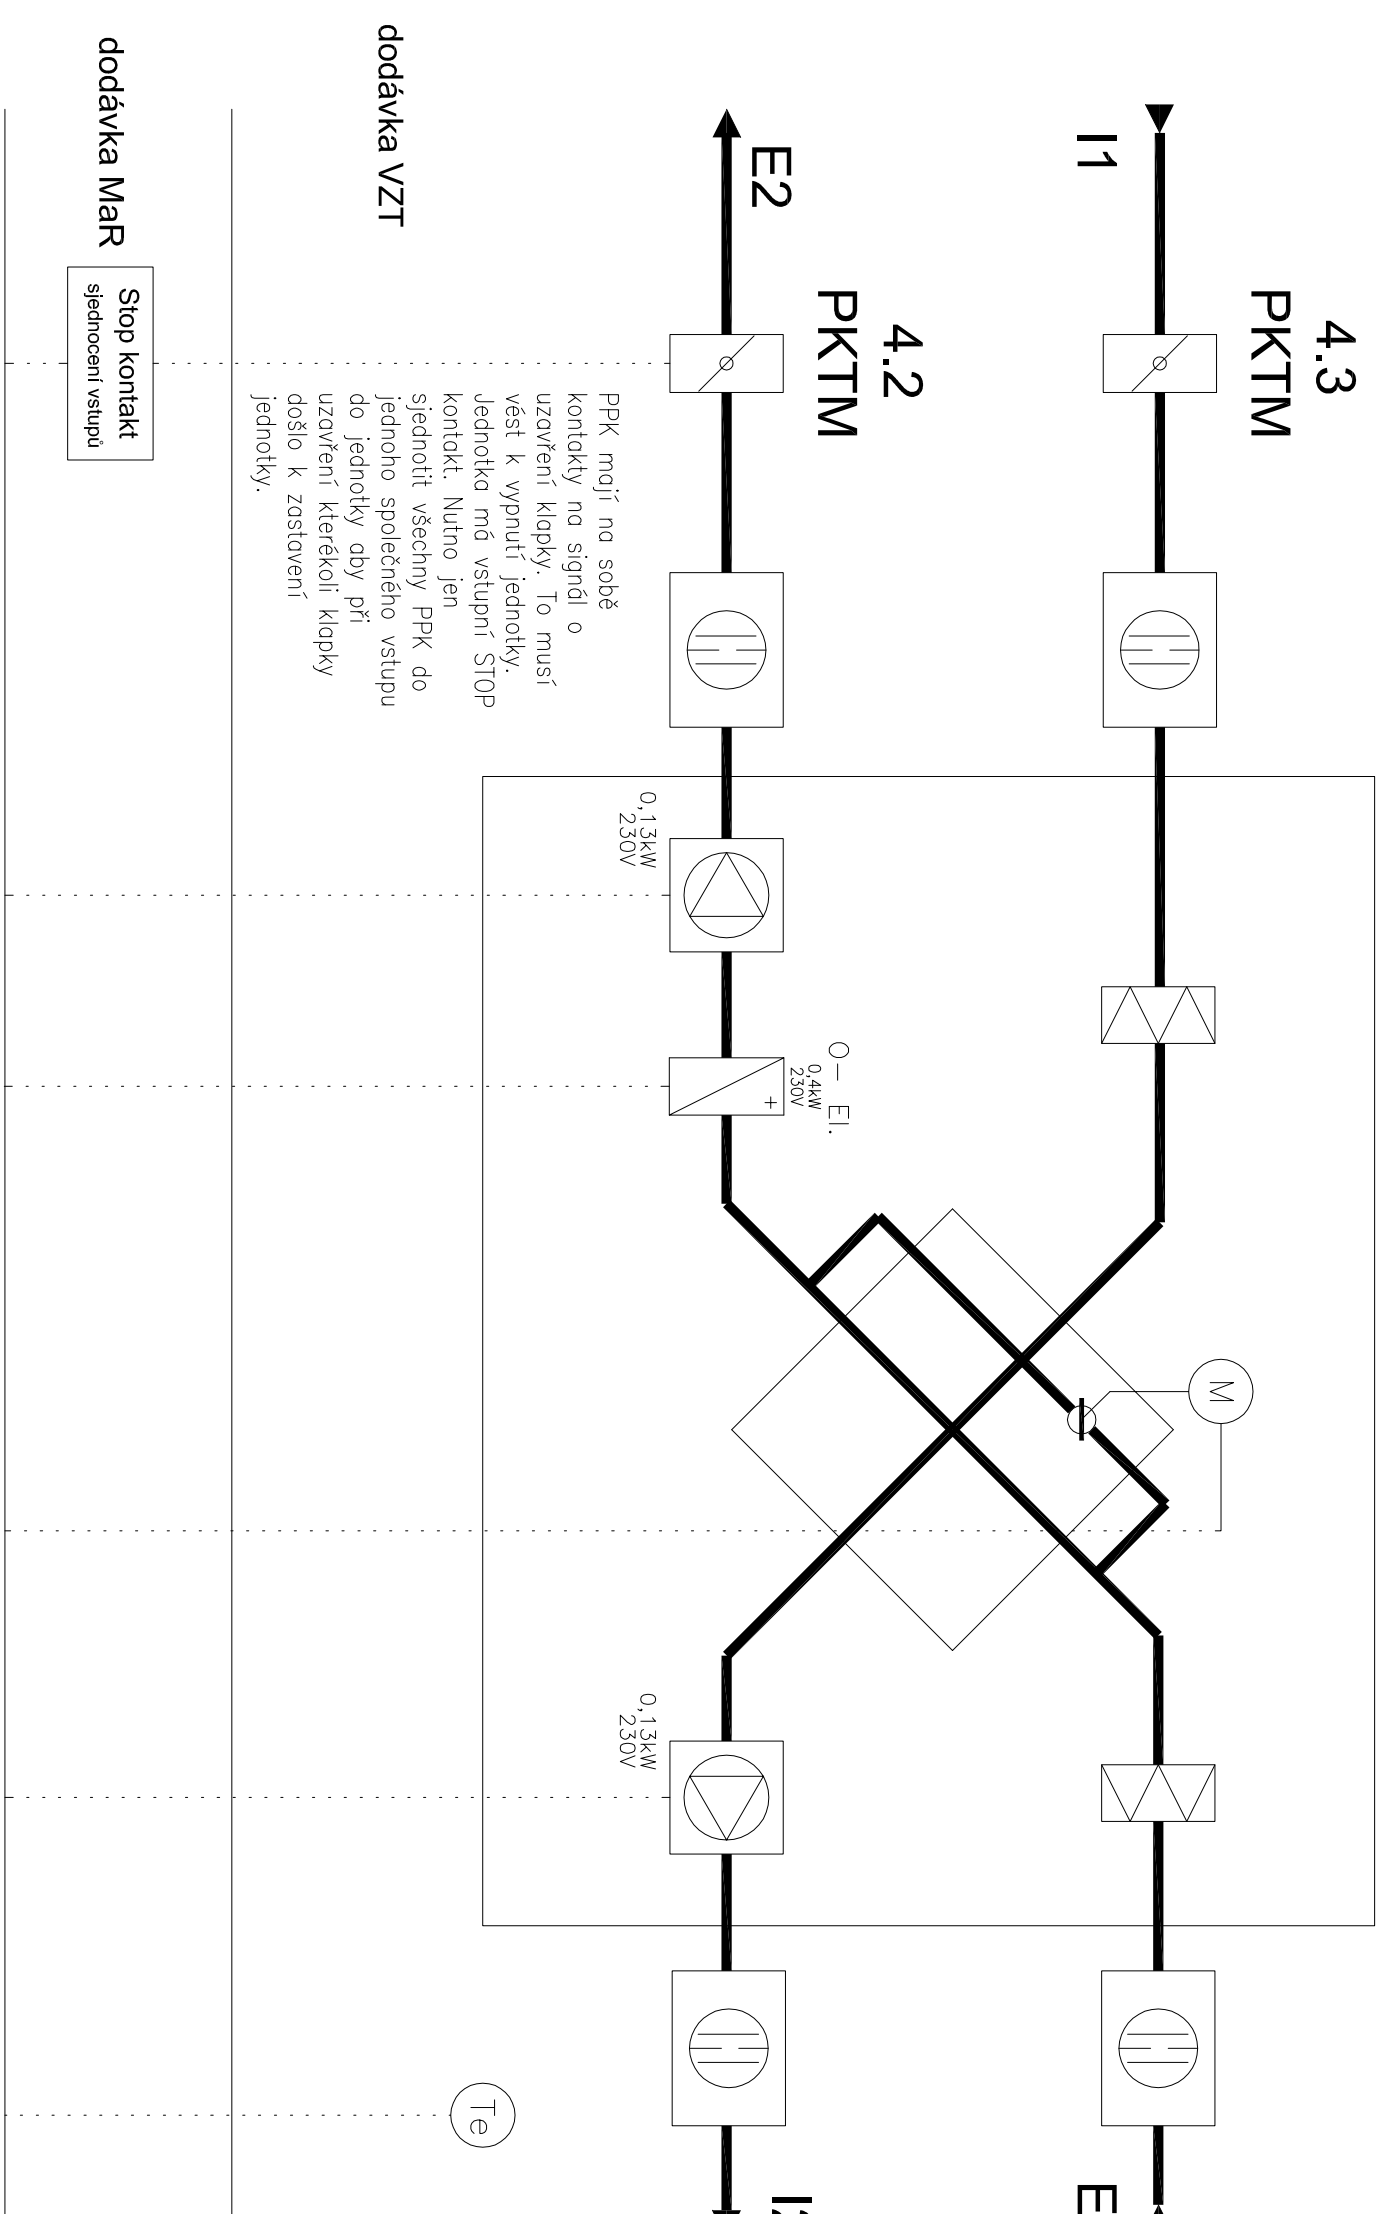 4.3
PKTM
I1
4.2
PKTM
E2
M
O- El.
0,4kW
230V
+
0,13kW
230V
0,13kW
230V
PPK mají na sobě
kontakty na signál o
uzavření klapky. To musí
vést k vypnutí jednotky.
Jednotka má vstupní STOP
kontakt. Nutno jen
sjednotit všechny PPK do
jednoho společného vstupu
do jednotky aby při
uzavření kterékoli klapky
došlo k zastavení
jednotky.
Te
dodávka VZT
dodávka MaR
Stop kontakt
sjednocení vstupů